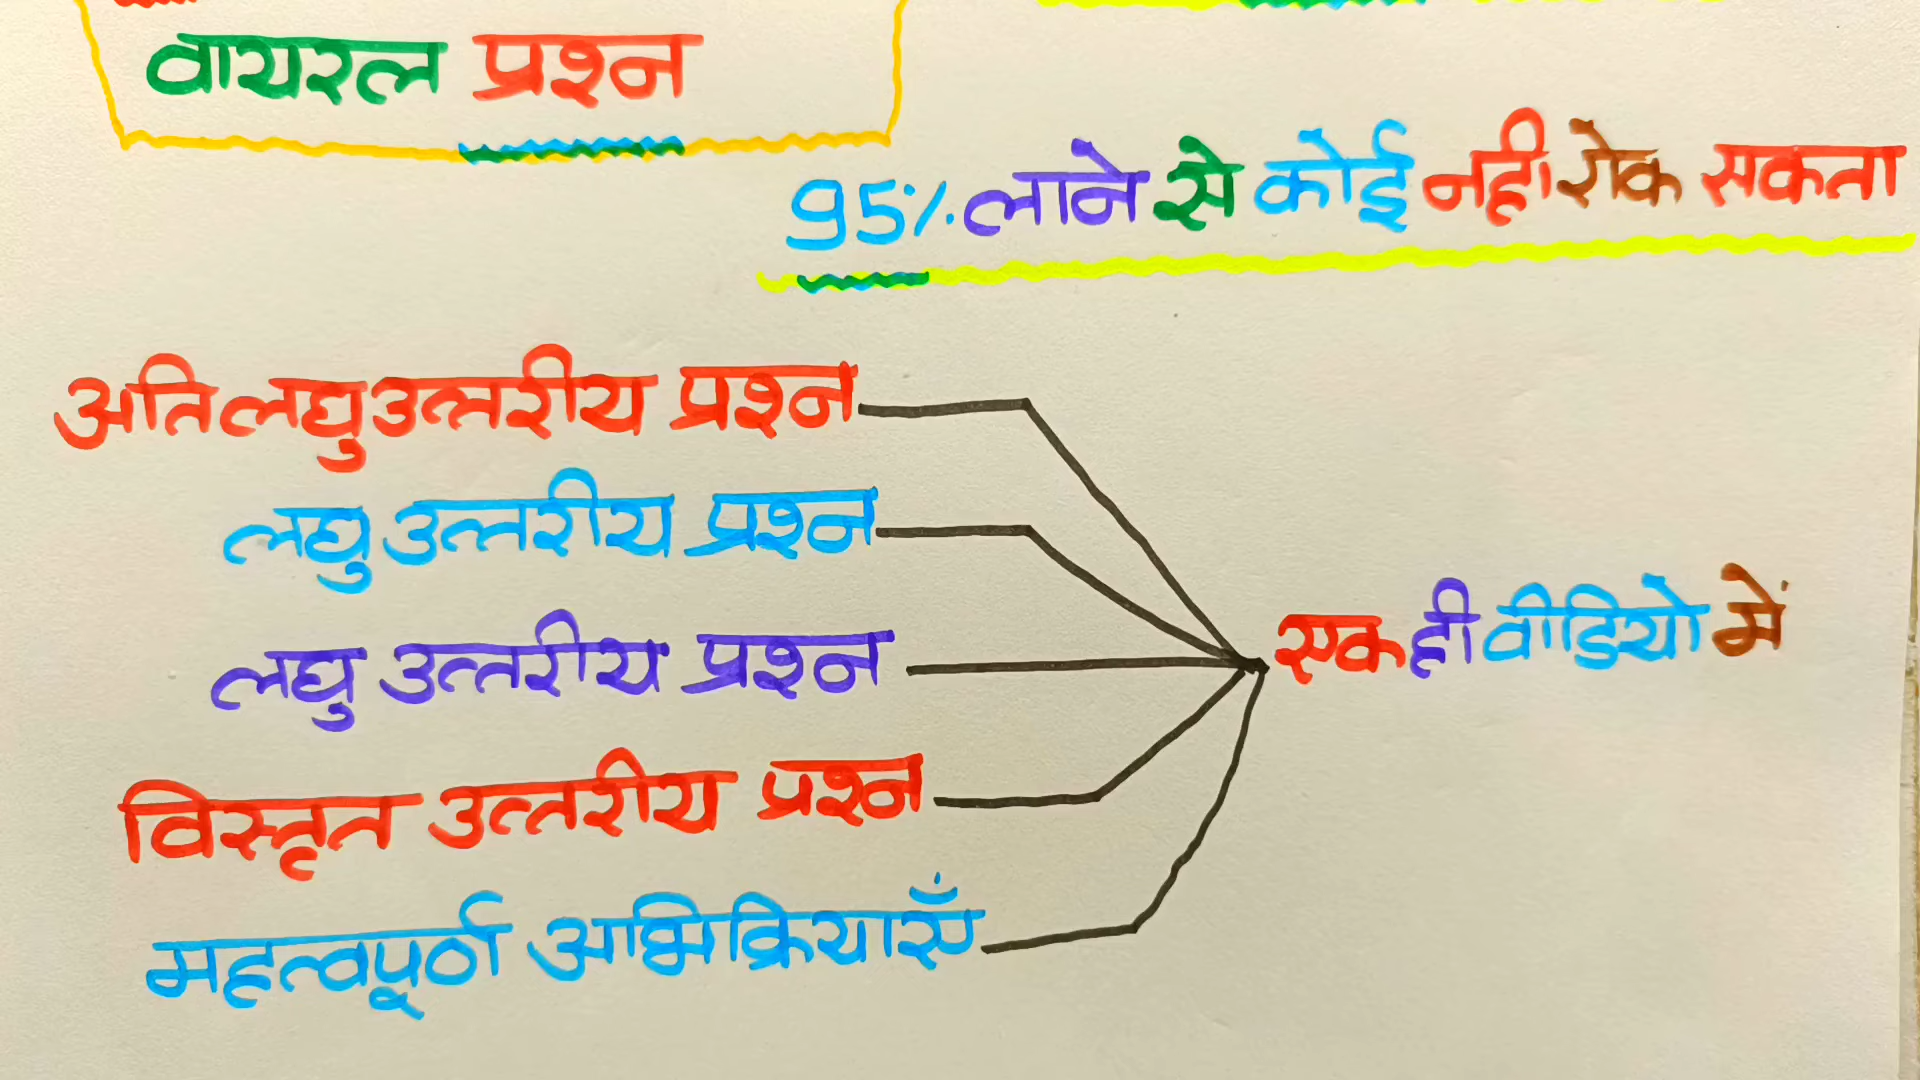 वायरल प्रश्न
95% लाने से कोई नही रोक सकता
अतिलघु उत्तरीय प्रश्न
लघु उत्तरीय प्रश्न
लघु उत्तरीय प्रश्न
विस्तृत उत्तरीय प्रश्न
महत्वपूर्ण अभिक्रियाएँ
एक ही वीडियो में